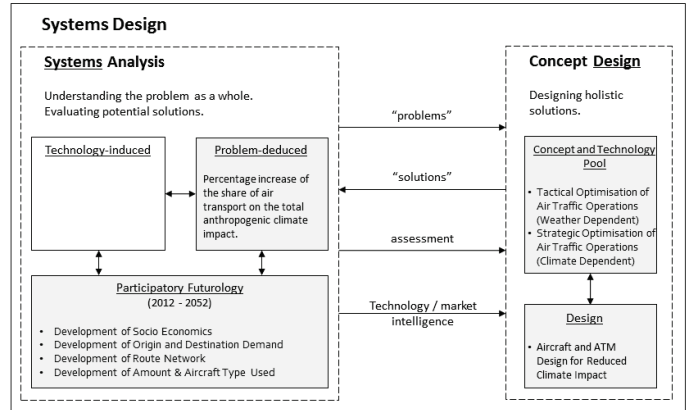 Systems Design
Systems Analysis
Understanding the problem as a whole.
Evaluating potential solutions.
Technology-induced
Problem-deduced
Percentage increase of
the share of air
transport on the total
anthropogenic climate
impact.
Participatory Futurology
(2012 - 2052)
• Development of Socio Economics
• Development of Origin and Destination Demand
• Development of Route Network
• Development of Amount & Aircraft Type Used
“problems”
“solutions”
assessment
Technology / market
intelligence
Concept Design
Designing holistic
solutions.
Concept and Technology
Pool
• Tactical Optimisation of
Air Traffic Operations
(Weather Dependent)
• Strategic Optimisation of
Air Traffic Operations
(Climate Dependent)
Design
• Aircraft and ATM
Design for Reduced
Climate Impact